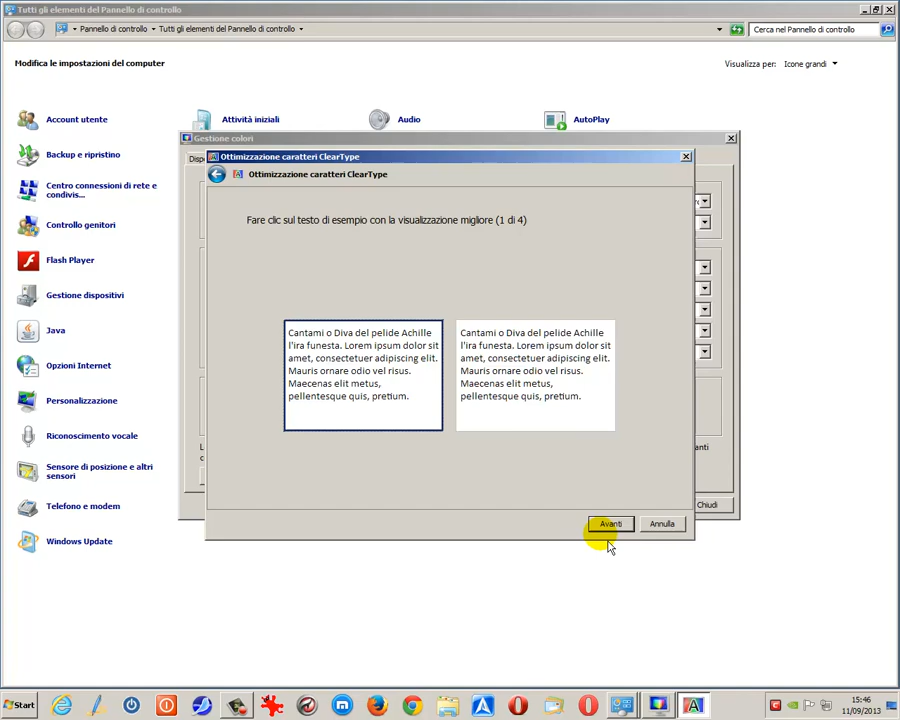 Tutti gli elementi del Pannello di controllo
Pannello di controllo
Tutti gli elementi del Pannello di controllo
Cerca nel Pannello di controllo
Modifica le impostazioni del computer
Visualizza per: Icone grandi
Account utente
Attività iniziali
Audio
AutoPlay
Backup e ripristino
Centro connessioni di rete e
condivis...
Controllo genitori
Flash Player
Gestione dispositivi
Java
Opzioni Internet
Personalizzazione
Riconoscimento vocale
Sensore di posizione e altri
sensori
Telefono e modem
Windows Update
Gestione colori
Ottimizzazione caratteri ClearType
Ottimizzazione caratteri ClearType
Fare clic sul testo di esempio con la visualizzazione migliore (1 di 4)
Cantami o Diva del pelide Achille
l'ira funesta. Lorem ipsum dolor sit
amet, consectetuer adipiscing elit.
Mauris ornare odio vel risus.
Maecenas elit metus,
pellentesque quis, pretium.
Cantami o Diva del pelide Achille
l'ira funesta. Lorem ipsum dolor sit
amet, consectetuer adipiscing elit.
Mauris ornare odio vel risus.
Maecenas elit metus,
pellentesque quis, pretium.
Chiudi
Avanti
Annulla
Start
15:46
11/09/2013